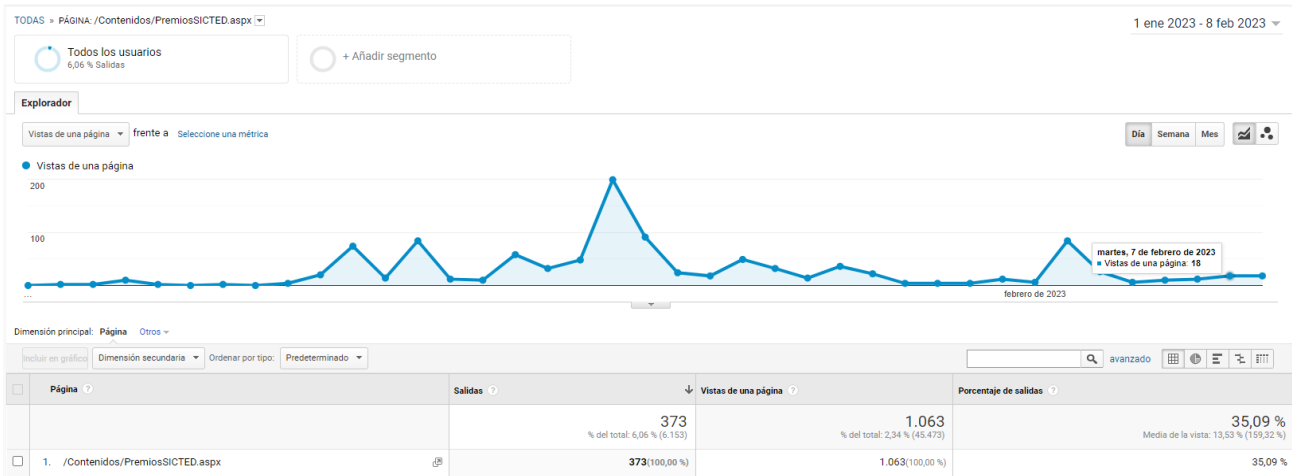 TODAS » PÁGINA: /Contenidos/PremiosSICTED.aspx
1 ene 2023 - 8 feb 2023
Todos los usuarios
6,06 % Salidas
+ Añadir segmento
Explorador
Vistas de una página frente a Seleccione una métrica
Día Semana Mes
Vistas de una página
200
100
martes, 7 de febrero de 2023
Vistas de una página: 18
...
febrero de 2023
Dimensión principal: Página Otros
Incluir en gráfico Dimensión secundaria Ordenar por tipo: Predeterminado avanzado
Página ? Salidas ? Vistas de una página ? Porcentaje de salidas ?
373 1.063 35,09 %
% del total: 6,06 % (6.153) % del total: 2,34 % (45.473) Media de la vista: 13,53 % (159,32 %)
1. /Contenidos/PremiosSICTED.aspx 373(100,00 %) 1.063(100,00 %) 35,09 %